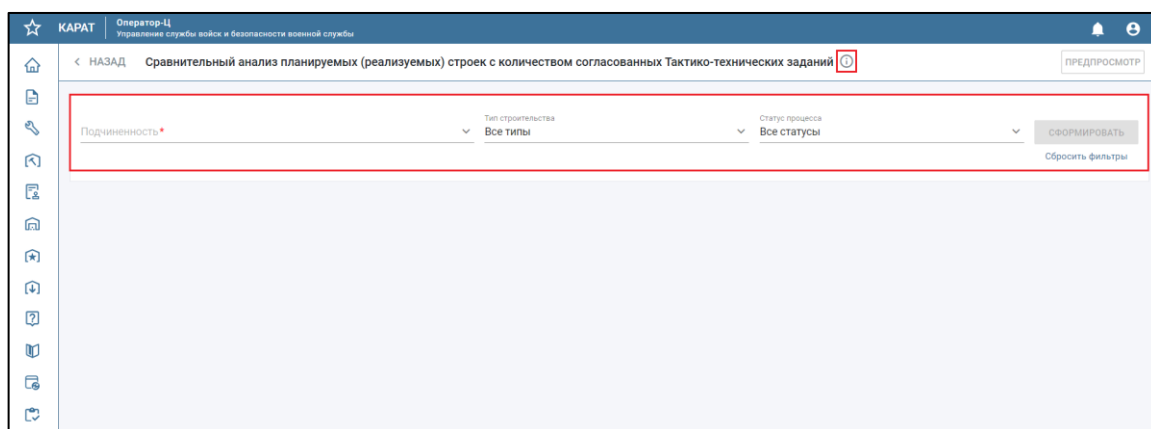 КАРАТ
Оператор-Ц
Управление службы войск и безопасности военной службы
НАЗАД
Сравнительный анализ планируемых (реализуемых) строек с количеством согласованных Тактико-технических заданий
ПРЕДПРОСМОТР
Подчиненность*
Тип строительства
Все типы
Статус процесса
Все статусы
СФОРМИРОВАТЬ
Сбросить фильтры